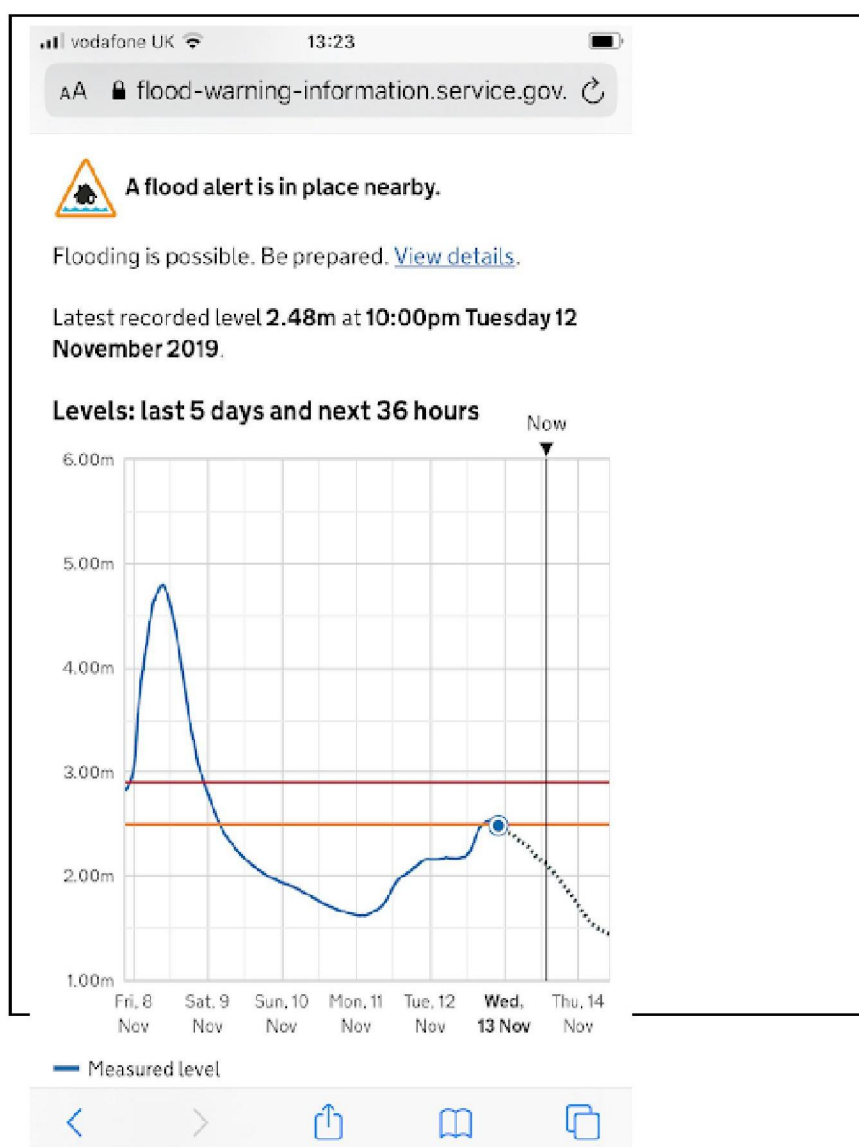 vodafone UK 13:23
AA flood-warning-information.service.gov.
A flood alert is in place nearby.
Flooding is possible. Be prepared. View details.
Latest recorded level 2.48m at 10:00pm Tuesday 12
November 2019.
Levels: last 5 days and next 36 hours
Now
6.00m
5.00m
4.00m
3.00m
2.00m
1.00m
Fri, 8 Sat, 9 Sun, 10 Mon, 11 Tue, 12 Wed, Thu, 14
Nov Nov Nov Nov Nov 13 Nov Nov
Measured level